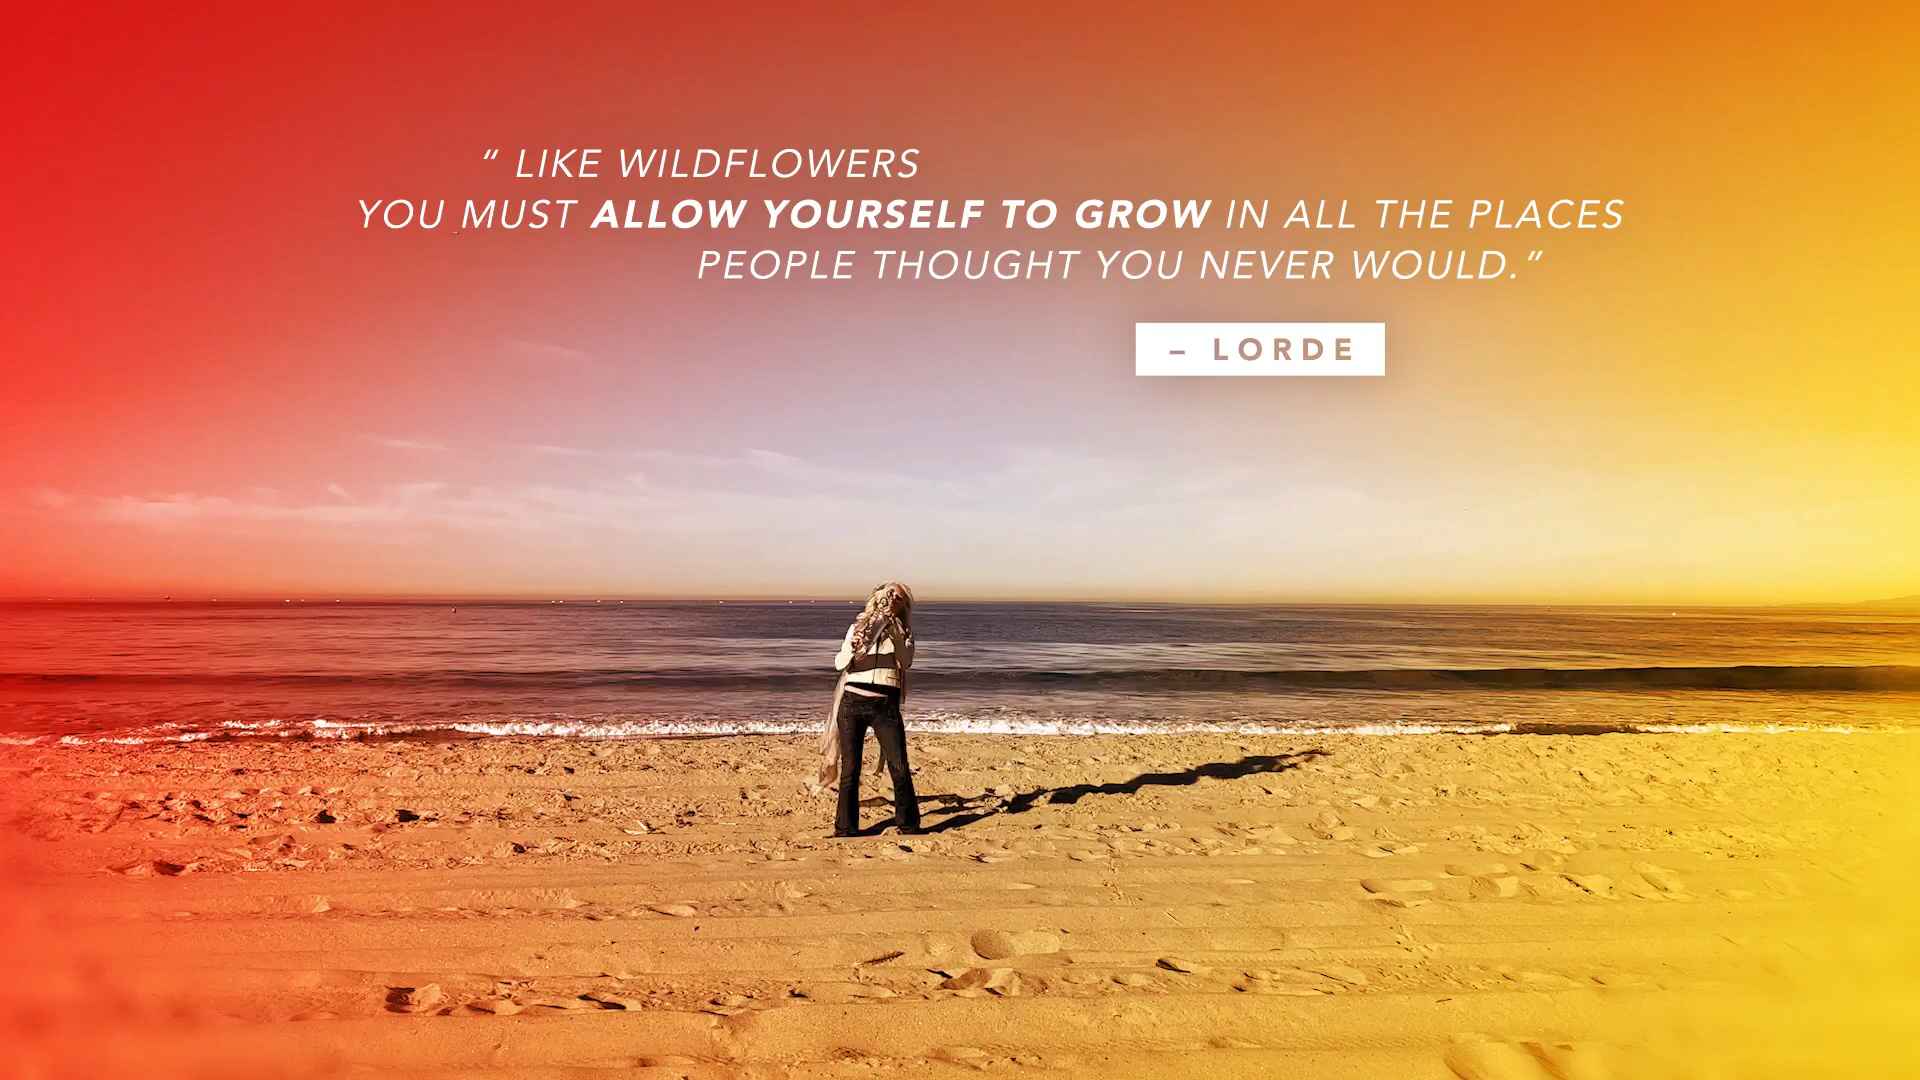 “ LIKE WILDFLOWERS
YOU MUST ALLOW YOURSELF TO GROW IN ALL THE PLACES
PEOPLE THOUGHT YOU NEVER WOULD.”
– LORDE